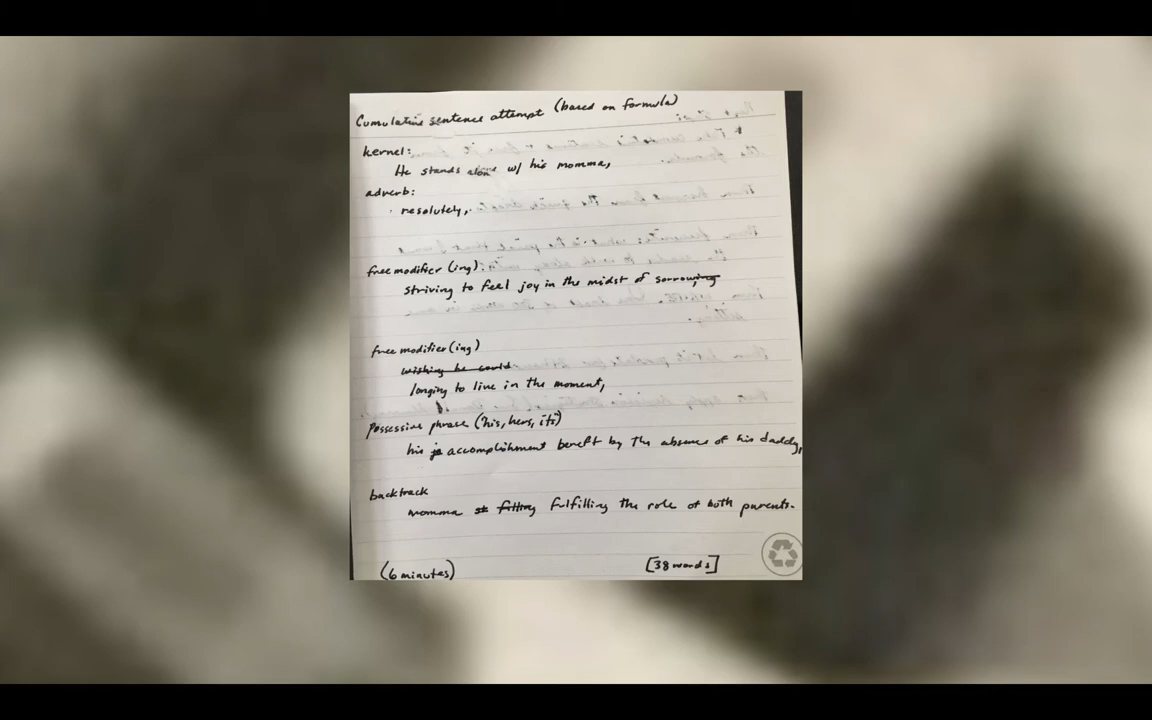 Cumulative sentence attempt (based on formula)
kernel:
He stands alone w/ his momma,
adverb:
resolutely,
free modifier (ing):
striving to feel joy in the midst of sorrowing
free modifier (ing)
wishing he could
longing to live in the moment,
possessive phrase (his, hers, its)
his accomplishment bereft by the absence of his daddy,
backtrack
momma filling fulfilling the role of both parents.
(6 minutes) [38 words]